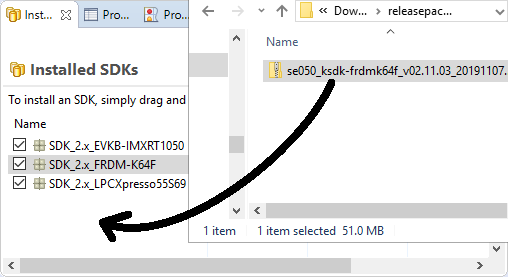 Inst...
Pro...
Pro...
Installed SDKs
To install an SDK, simply drag and
Name
SDK_2.x_EVKB-IMXRT1050
SDK_2.x_FRDM-K64F
SDK_2.x_LPCXpresso55S69
« Dow... > releasepac...
Name
se050_ksdk-frdmk64f_v02.11.03_20191107.
1 item
1 item selected 51.0 MB